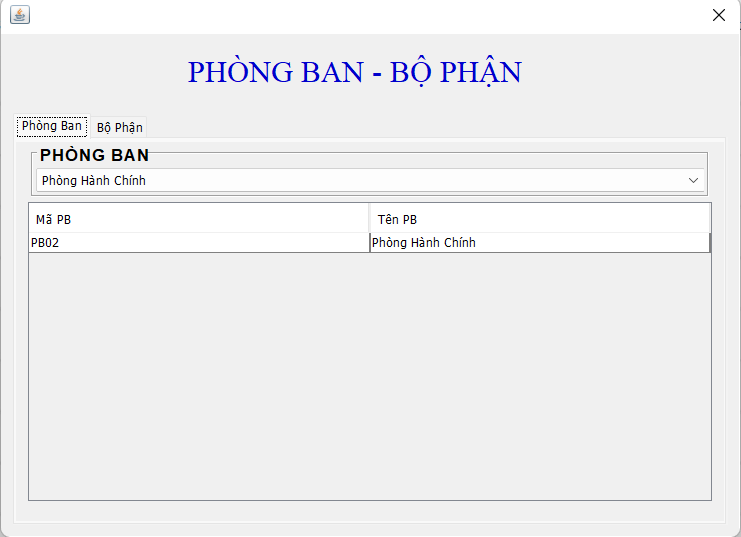 PHÒNG BAN - BỘ PHẬN
Phòng Ban Bộ Phận
PHÒNG BAN
Phòng Hành Chính
Mã PB Tên PB
PB02 Phòng Hành Chính